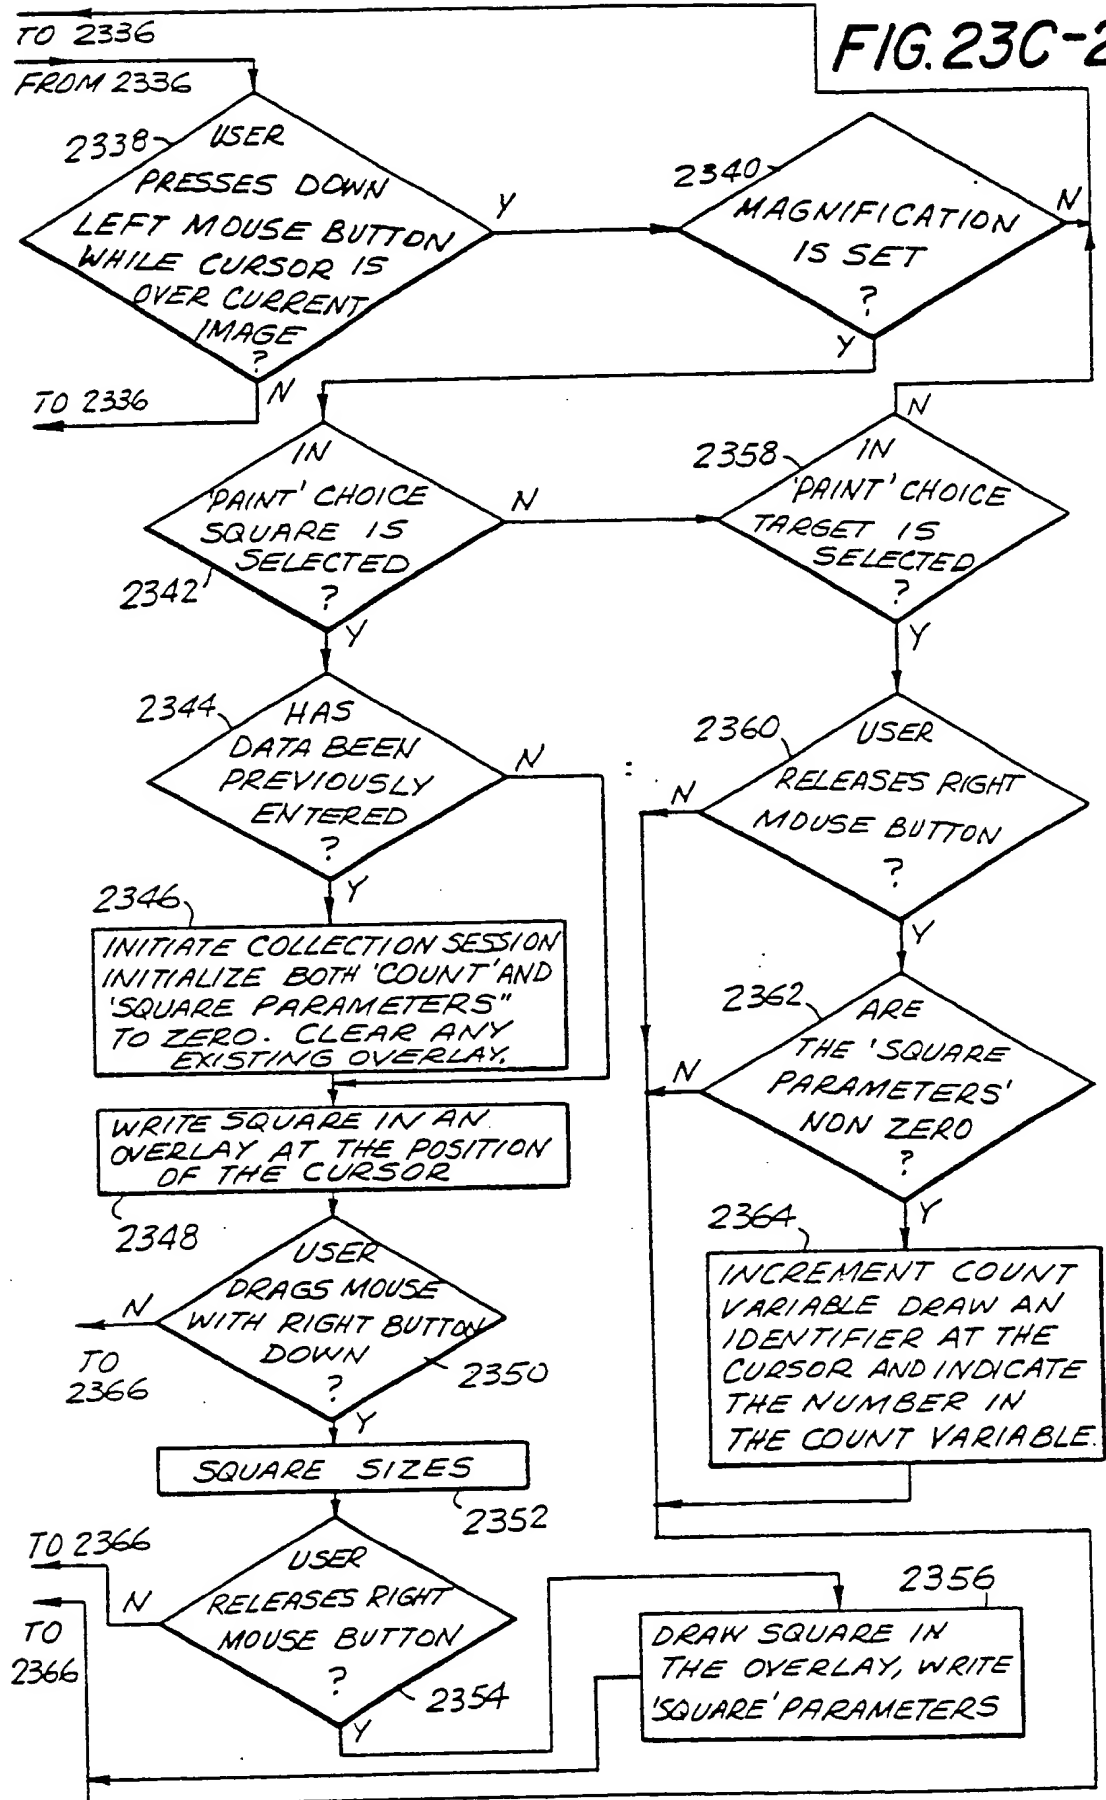 TO 2336
FIG. 23C-2
FROM 2336
2338
USER
PRESSES DOWN
LEFT MOUSE BUTTON
WHILE CURSOR IS
OVER CURRENT
IMAGE
?
Y
N
TO 2336
2340
MAGNIFICATION
IS SET
?
N
Y
IN
'PAINT' CHOICE
SQUARE IS
SELECTED
?
2342
N
Y
2358
IN
'PAINT' CHOICE
TARGET IS
SELECTED
?
N
Y
2344
HAS
DATA BEEN
PREVIOUSLY
ENTERED
?
N
Y
2360
USER
RELEASES RIGHT
MOUSE BUTTON
?
N
Y
2346
INITIATE COLLECTION SESSION
INITIALIZE BOTH 'COUNT' AND
'SQUARE PARAMETERS"
TO ZERO. CLEAR ANY
EXISTING OVERLAY.
2362
ARE
THE 'SQUARE
PARAMETERS'
NON ZERO
?
N
Y
WRITE SQUARE IN AN
OVERLAY AT THE POSITION
OF THE CURSOR
2348
2364
INCREMENT COUNT
VARIABLE DRAW AN
IDENTIFIER AT THE
CURSOR AND INDICATE
THE NUMBER IN
THE COUNT VARIABLE.
USER
DRAGS MOUSE
WITH RIGHT BUTTON
DOWN
?
2350
N
TO
2366
Y
SQUARE SIZES
2352
TO 2366
USER
RELEASES RIGHT
MOUSE BUTTON
?
2354
N
TO
2366
Y
2356
DRAW SQUARE IN
THE OVERLAY, WRITE
'SQUARE' PARAMETERS